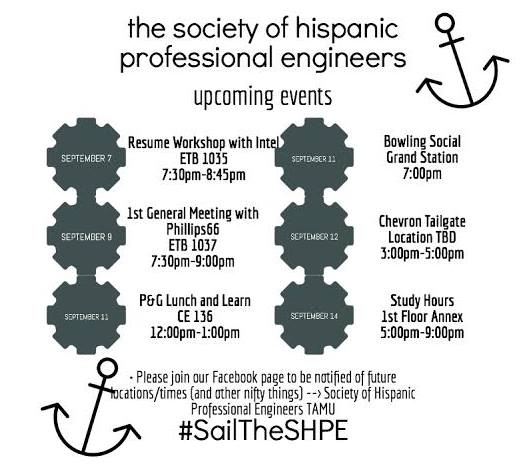 the society of hispanic
professional engineers
upcoming events
SEPTEMBER 7
Resume Workshop with Intel
ETB 1035
7:30pm-8:45pm
SEPTEMBER 9
1st General Meeting with
Phillips66
ETB 1037
7:30pm-9:00pm
SEPTEMBER 11
P&G Lunch and Learn
CE 136
12:00pm-1:00pm
SEPTEMBER 11
Bowling Social
Grand Station
7:00pm
SEPTEMBER 12
Chevron Tailgate
Location TBD
3:00pm-5:00pm
SEPTEMBER 14
Study Hours
1st Floor Annex
5:00pm-9:00pm
• Please join our Facebook page to be notified of future
locations/times (and other nifty things) --> Society of Hispanic
Professional Engineers TAMU
#SailTheSHPE